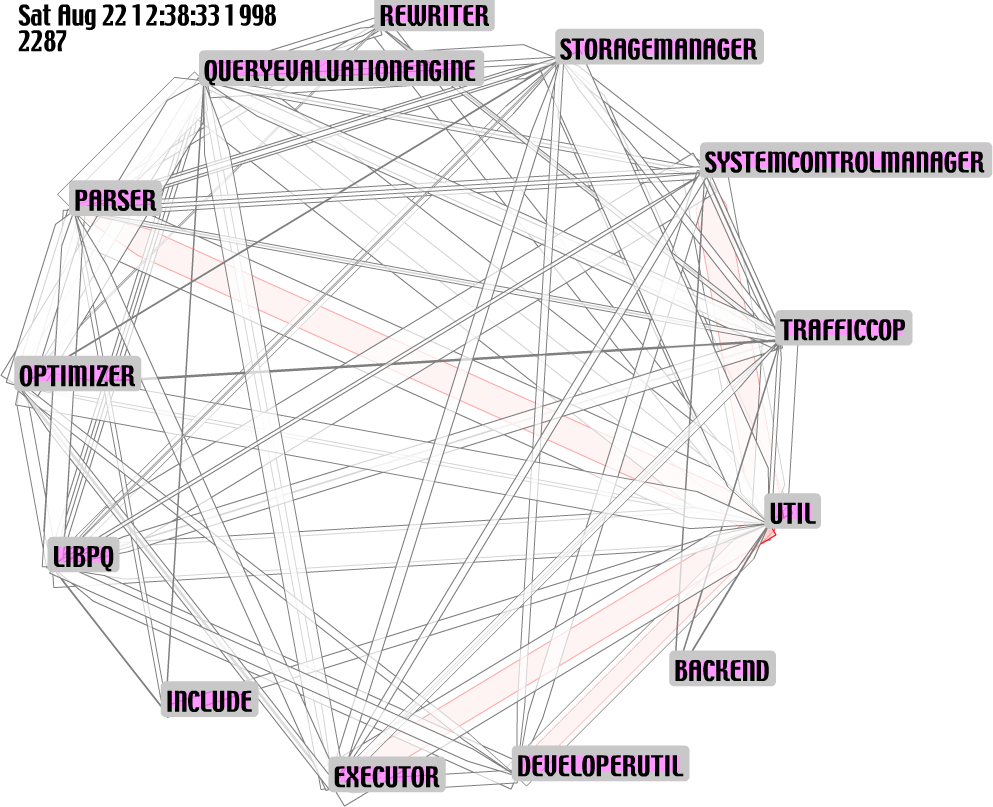 Sat Aug 22 12:38:33 1998
2287
REWRITER
STORAGEMANAGER
QUERYEVALUATIONENGINE
SYSTEMCONTROLMANAGER
PARSER
TRAFFICCOP
OPTIMIZER
UTIL
LIBPQ
BACKEND
INCLUDE
DEVELOPERUTIL
EXECUTOR